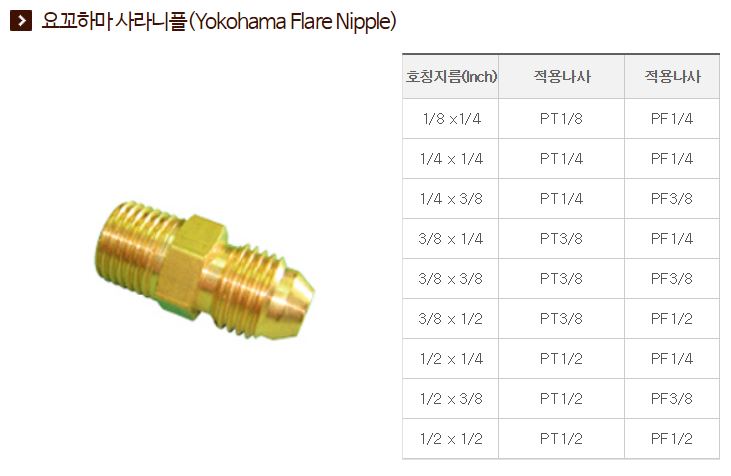 요꼬하마 사라니플(Yokohama Flare Nipple)
호칭지름(Inch) 적용나사 적용나사
1/8 x1/4 PT1/8 PF1/4
1/4 x 1/4 PT1/4 PF1/4
1/4 x 3/8 PT1/4 PF3/8
3/8 x 1/4 PT3/8 PF1/4
3/8 x 3/8 PT3/8 PF3/8
3/8 x 1/2 PT3/8 PF1/2
1/2 x 1/4 PT1/2 PF1/4
1/2 x 3/8 PT1/2 PF3/8
1/2 x 1/2 PT1/2 PF1/2